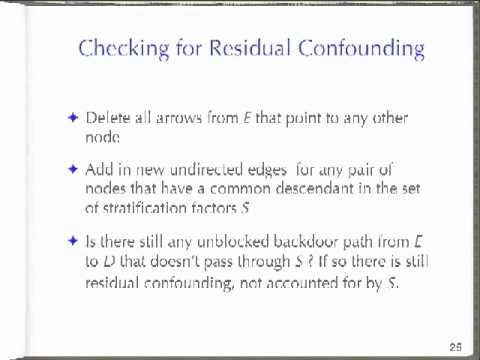 Checking for Residual Confounding
Delete all arrows from E that point to any other
node
Add in new undirected edges for any pair of
nodes that have a common descendant in the set
of stratification factors S
Is there still any unblocked backdoor path from E
to D that doesn't pass through S ? If so there is still
residual confounding, not accounted for by S.
26